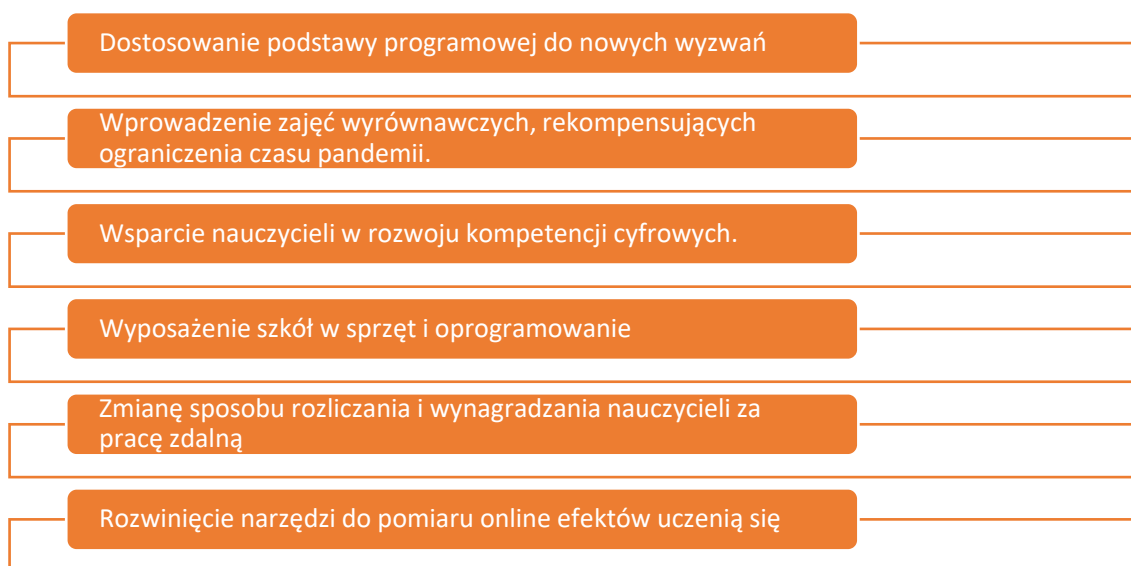 Dostosowanie podstawy programowej do nowych wyzwań
Wprowadzenie zajęć wyrównawczych, rekompensujących
ograniczenia czasu pandemii.
Wsparcie nauczycieli w rozwoju kompetencji cyfrowych.
Wyposażenie szkół w sprzęt i oprogramowanie
Zmianę sposobu rozliczania i wynagradzania nauczycieli za
pracę zdalną
Rozwinięcie narzędzi do pomiaru online efektów uczenią się